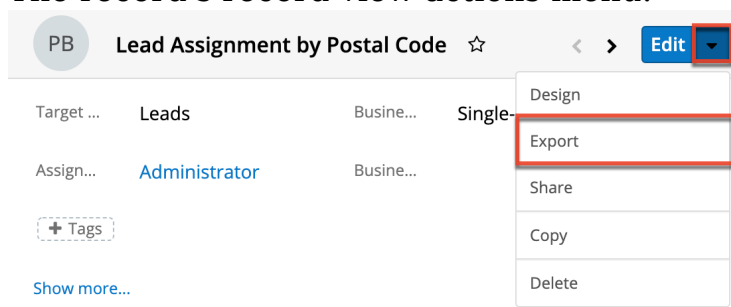 The record's record view actions menu.
PB Lead Assignment by Postal Code Edit
Target ... Leads Busine... Single-
Design
Export
Assign... Administrator Busine...
Share
+ Tags
Copy
Show more... Delete